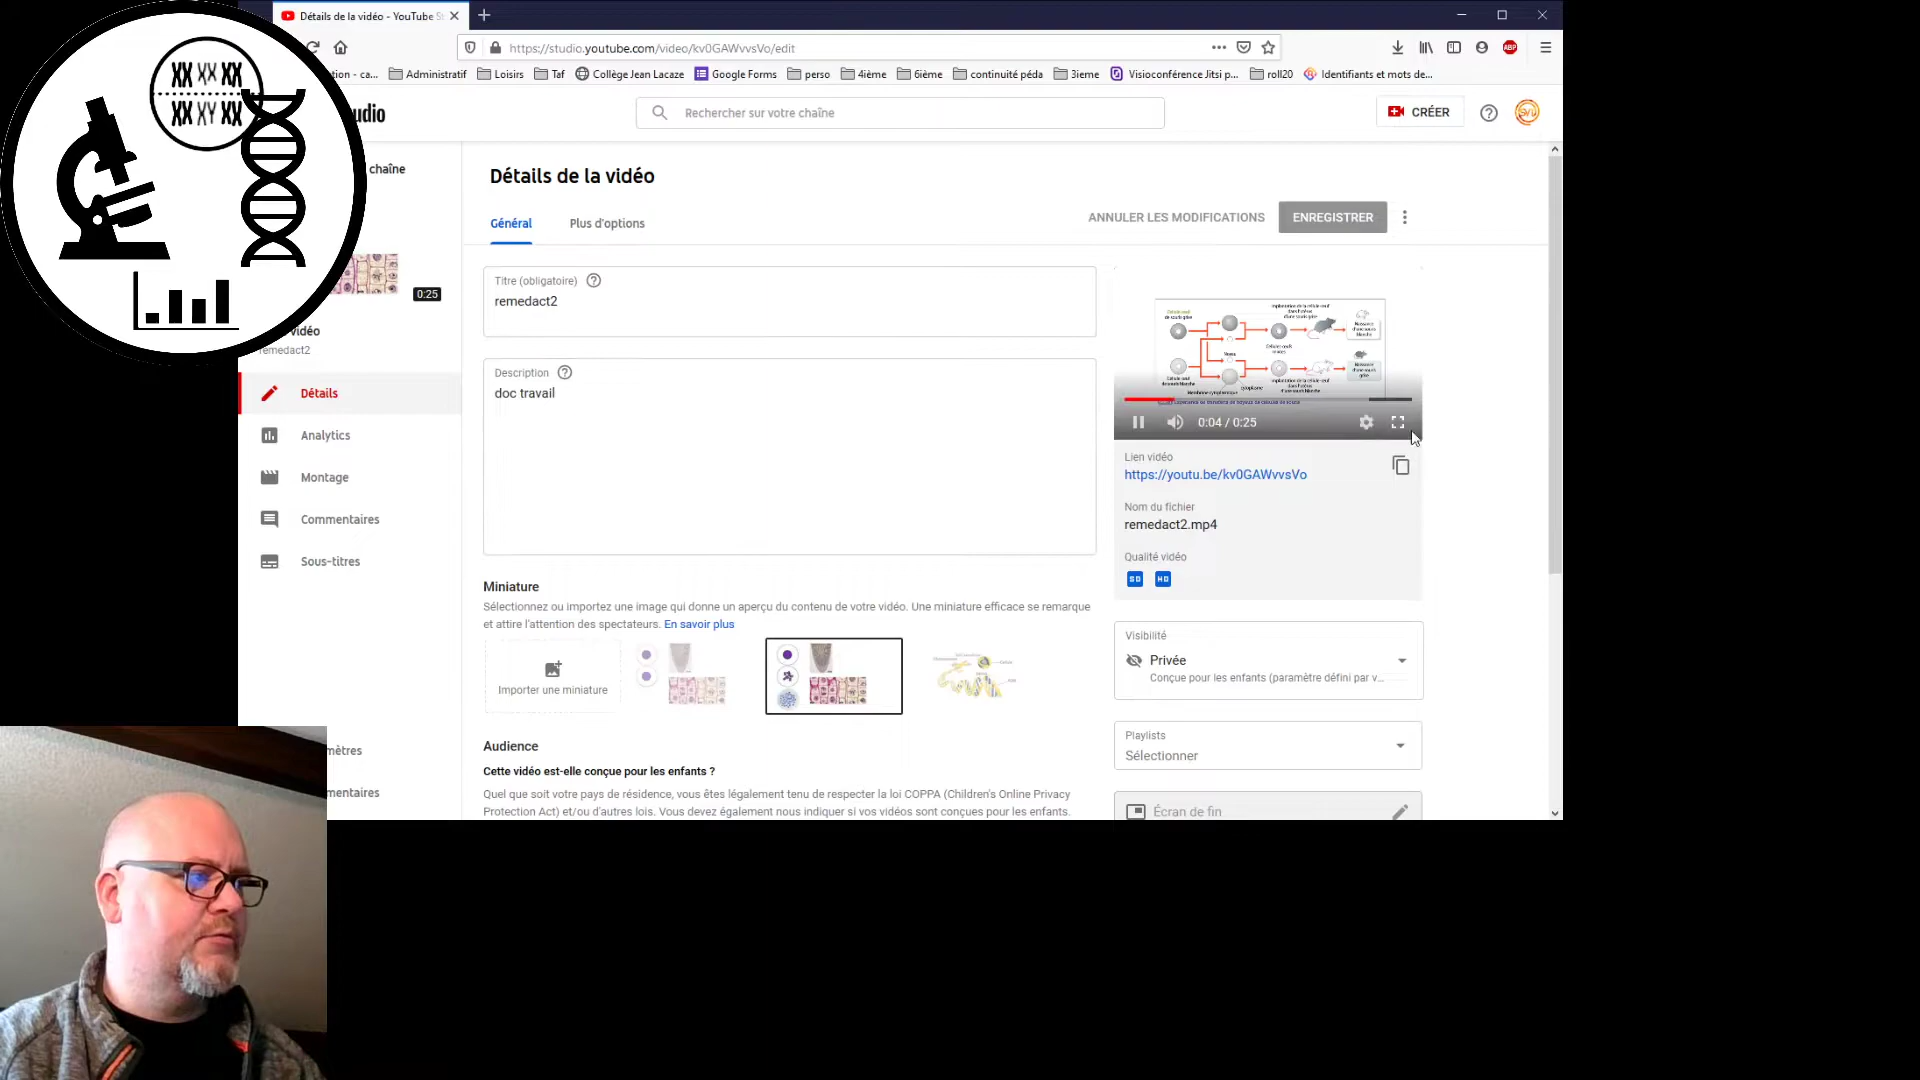 Détails de la vidéo - YouTube S
https://studio.youtube.com/video/kv0GAWvvsVo/edit
tion - ca... Administratif Loisirs Taf Collège Jean Lacaze Google Forms perso 4ième 6ième continuité péda 3ieme Visioconférence Jitsi p... roll20 Identifiants et mots de...
udio
Rechercher sur votre chaîne
CRÉER
chaîne
Détails de la vidéo
Général Plus d'options
ANNULER LES MODIFICATIONS ENREGISTRER
0:25
vidéo
remedact2
Détails
Analytics
Montage
Commentaires
Sous-titres
mètres
mentaires
Titre (obligatoire)
remedact2
Description
doc travail
Miniature
Sélectionnez ou importez une image qui donne un aperçu du contenu de votre vidéo. Une miniature efficace se remarque
et attire l'attention des spectateurs. En savoir plus
Importer une miniature
Audience
Cette vidéo est-elle conçue pour les enfants ?
Quel que soit votre pays de résidence, vous êtes légalement tenu de respecter la loi COPPA (Children's Online Privacy
Protection Act) et/ou d'autres lois. Vous devez également nous indiquer si vos vidéos sont conçues pour les enfants.
0:04 / 0:25
Lien vidéo
https://youtu.be/kv0GAWvvsVo
Nom du fichier
remedact2.mp4
Qualité vidéo
SD HD
Visibilité
Privée
Conçue pour les enfants (paramètre défini par v...
Playlists
Sélectionner
Écran de fin